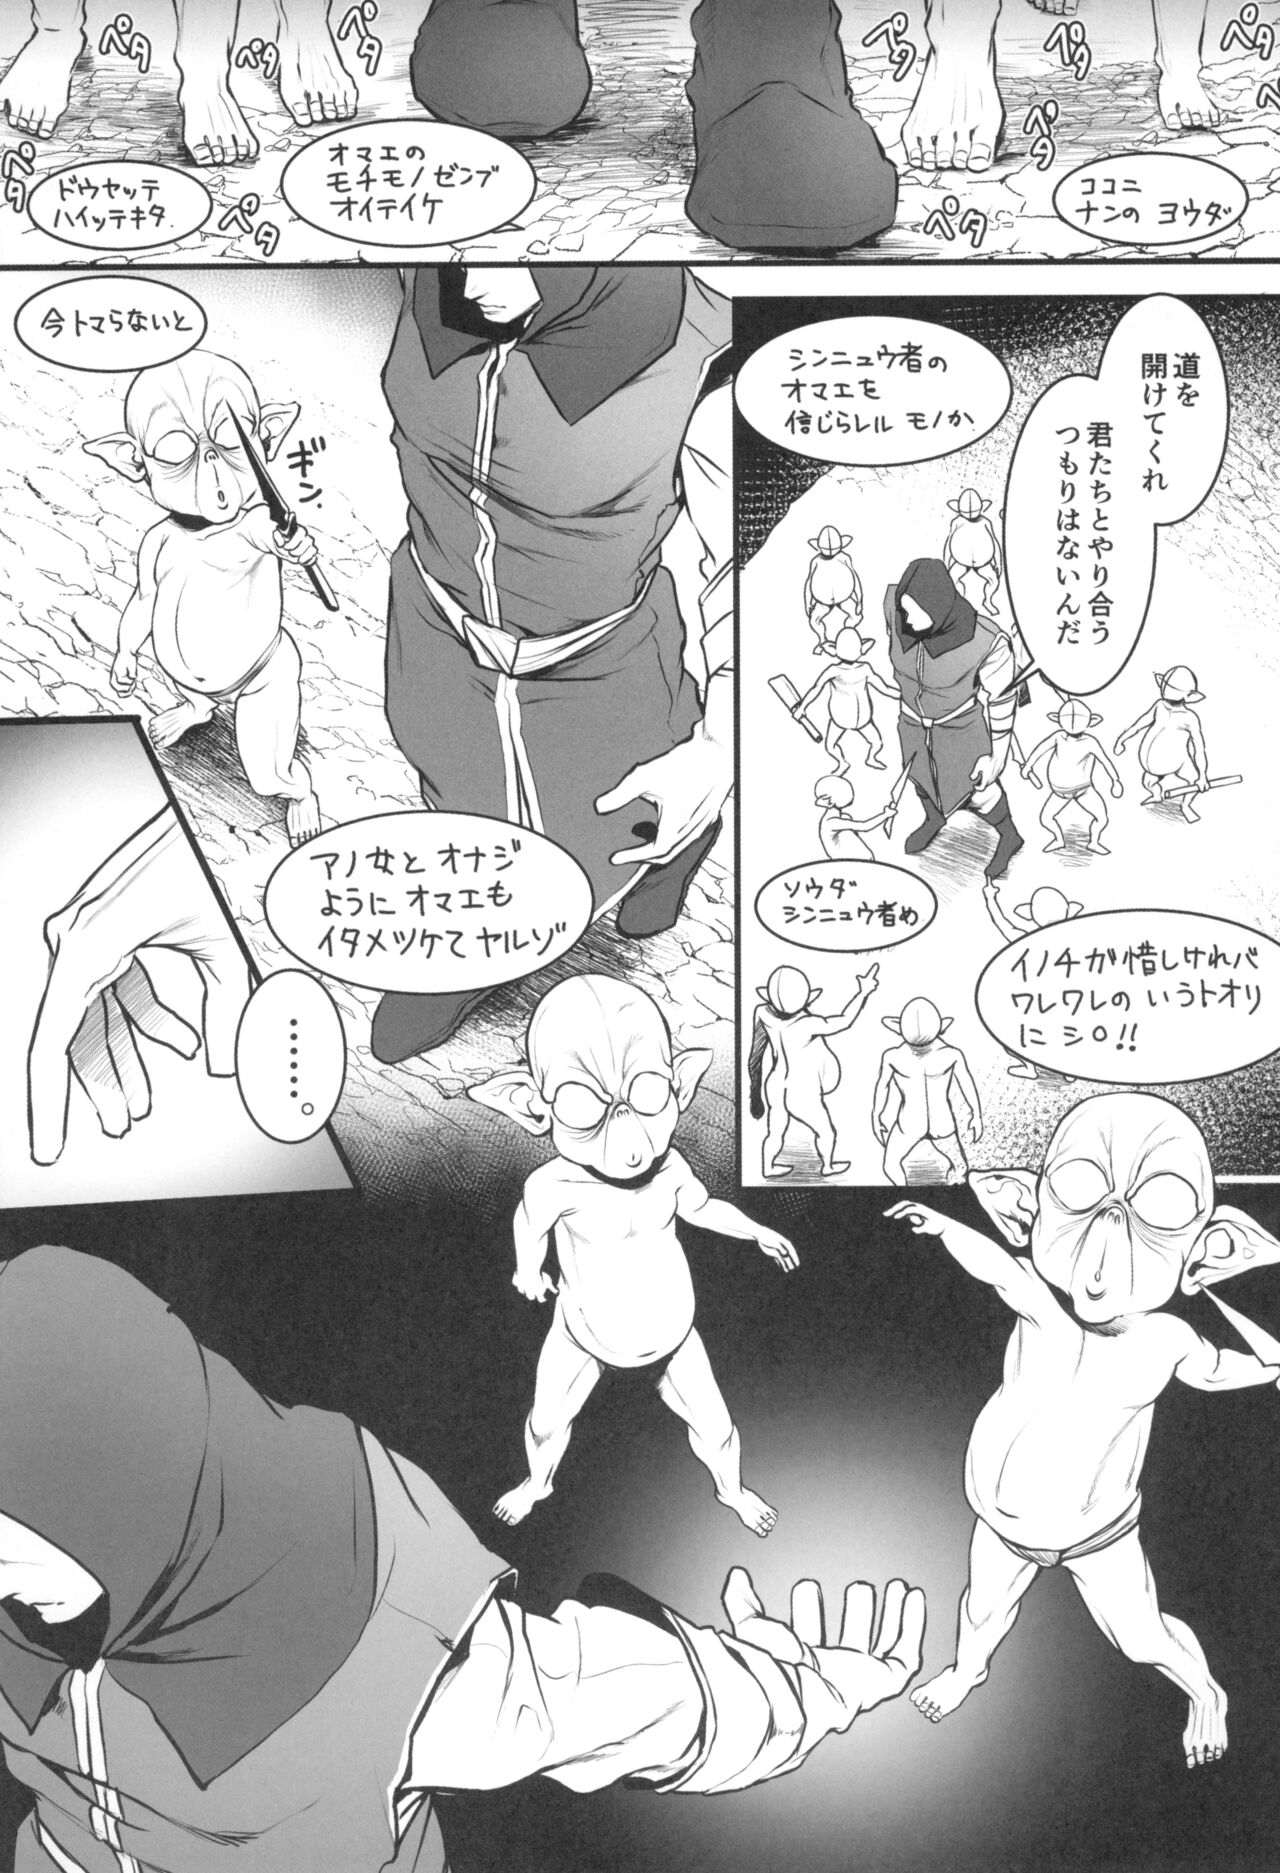 ペタ
ペタ
ペタ
ペタ
ペタ
ペタ
ペタ
ペタ
ペタ
ペタ
ココニ
ナンの ヨウダ
オマエの
モチモノゼンブ
オイテイケ
ドウヤッテ
ハイッテキタ
道を
開けてくれ
君たちとやり合う
つもりはないんだ
シンニュウ者の
オマエを
信じらレル モノか
イノチが惜しけれバ
ワレワレの いうトオリ
に シロ!!
ソウダ
シンニュウ者め
今トマらないと
ギン
アノ女と オナジ
ように オマエも
イタメツケて ヤルゾ
・・・・・・。